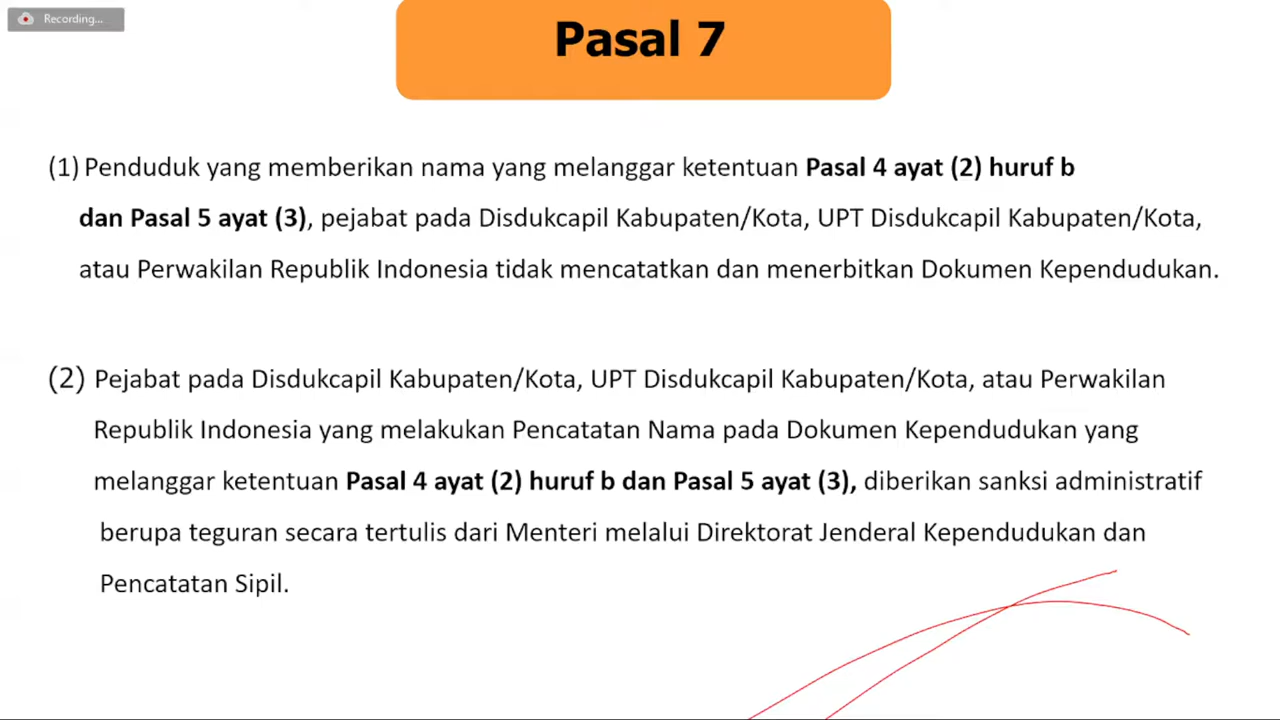 Recording...
Pasal 7
(1) Penduduk yang memberikan nama yang melanggar ketentuan Pasal 4 ayat (2) huruf b
dan Pasal 5 ayat (3), pejabat pada Disdukcapil Kabupaten/Kota, UPT Disdukcapil Kabupaten/Kota,
atau Perwakilan Republik Indonesia tidak mencatatkan dan menerbitkan Dokumen Kependudukan.
(2) Pejabat pada Disdukcapil Kabupaten/Kota, UPT Disdukcapil Kabupaten/Kota, atau Perwakilan
Republik Indonesia yang melakukan Pencatatan Nama pada Dokumen Kependudukan yang
melanggar ketentuan Pasal 4 ayat (2) huruf b dan Pasal 5 ayat (3), diberikan sanksi administratif
berupa teguran secara tertulis dari Menteri melalui Direktorat Jenderal Kependudukan dan
Pencatatan Sipil.